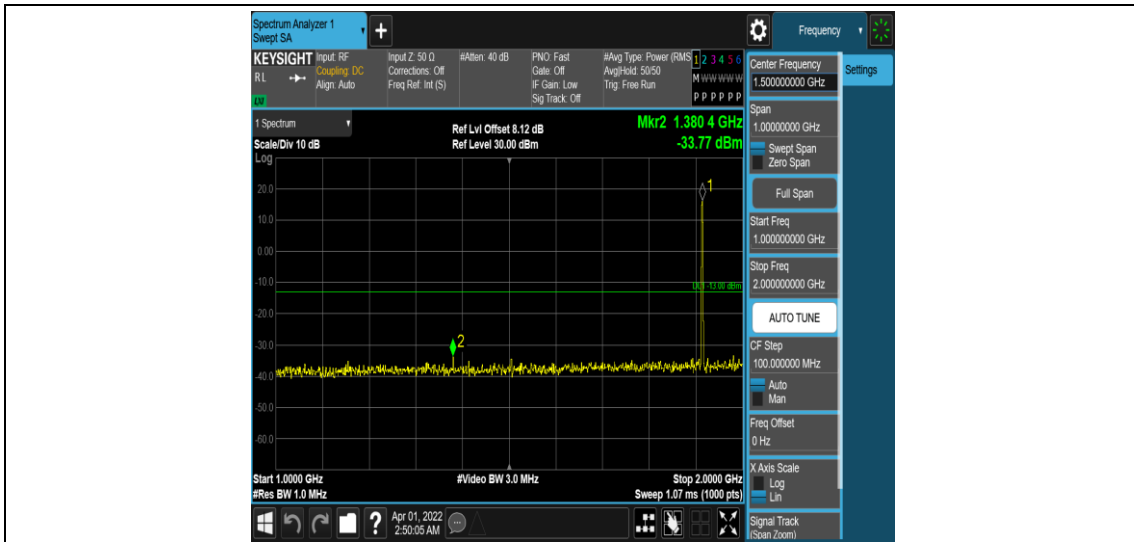 Spectrum Analyzer 1
Swept SA
Frequency
KEYSIGHT
RL
LXI
Input: RF
Coupling: DC
Align: Auto
Input Z: 50 Ω
Corrections: Off
Freq Ref: Int (S)
#Atten: 40 dB
PNO: Fast
Gate: Off
IF Gain: Low
Sig Track: Off
#Avg Type: Power (RMS
Avg|Hold: 50/50
Trig: Free Run
1 2 3 4 5 6
M W W W W W
P P P P P P
1 Spectrum
Scale/Div 10 dB
Ref Lvl Offset 8.12 dB
Ref Level 30.00 dBm
Mkr2 1.380 4 GHz
-33.77 dBm
Log
20.0
10.0
0.00
-10.0
-20.0
-30.0
-40.0
-50.0
-60.0
1
DL1 -13.00 dBm
2
Start 1.0000 GHz
#Res BW 1.0 MHz
#Video BW 3.0 MHz
Stop 2.0000 GHz
Sweep 1.07 ms (1000 pts)
Center Frequency
1.500000000 GHz
Settings
Span
1.00000000 GHz
Swept Span
Zero Span
Full Span
Start Freq
1.000000000 GHz
Stop Freq
2.000000000 GHz
AUTO TUNE
CF Step
100.000000 MHz
Auto
Man
Freq Offset
0 Hz
X Axis Scale
Log
Lin
Signal Track
(Span Zoom)
?
Apr 01, 2022
2:50:05 AM